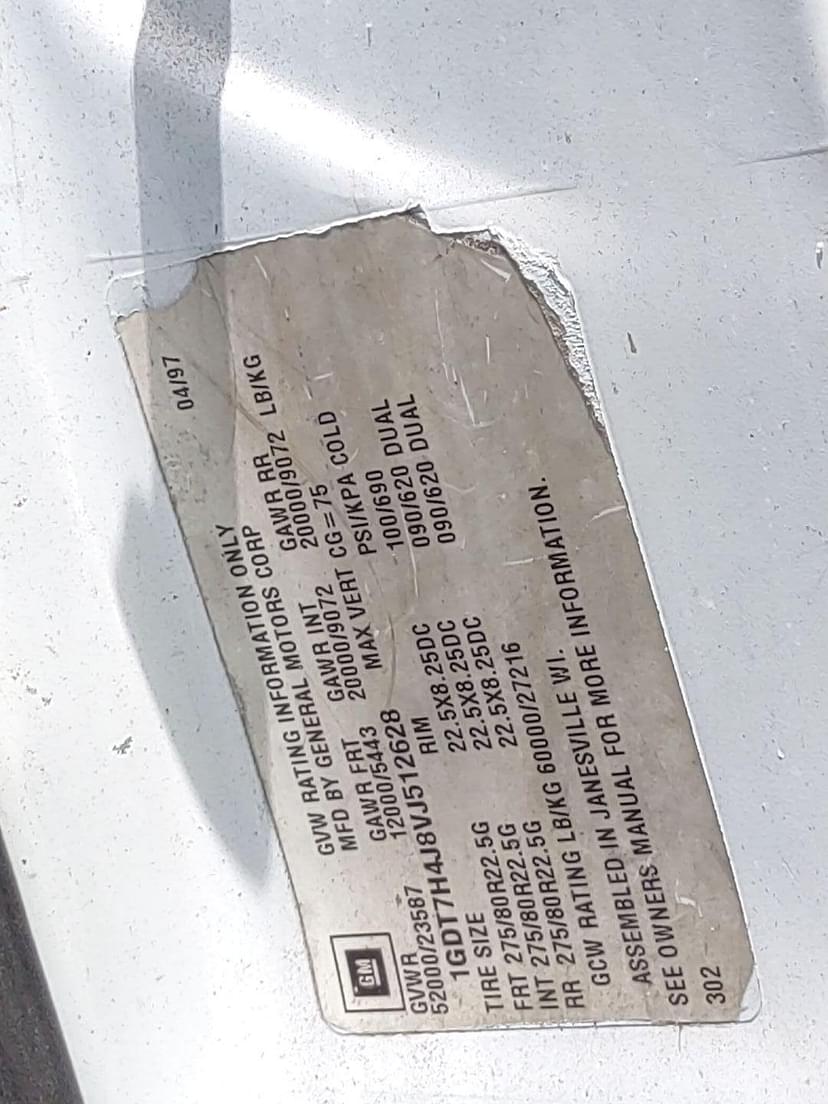 GM
04/97
GVW RATING INFORMATION ONLY
MFD BY GENERAL MOTORS CORP
GVWR GAWR FRT GAWR INT GAWR RR
52000/23587 12000/5443 20000/9072 20000/9072 LB/KG
1GDT7H4J8VJ512628 MAX VERT CG=75
TIRE SIZE RIM PSI/KPA COLD
FRT 275/80R22.5G 22.5X8.25DC 100/690
INT 275/80R22.5G 22.5X8.25DC 090/620 DUAL
RR 275/80R22.5G 22.5X8.25DC 090/620 DUAL
GCW RATING LB/KG 60000/27216
ASSEMBLED IN JANESVILLE WI.
SEE OWNERS MANUAL FOR MORE INFORMATION.
302